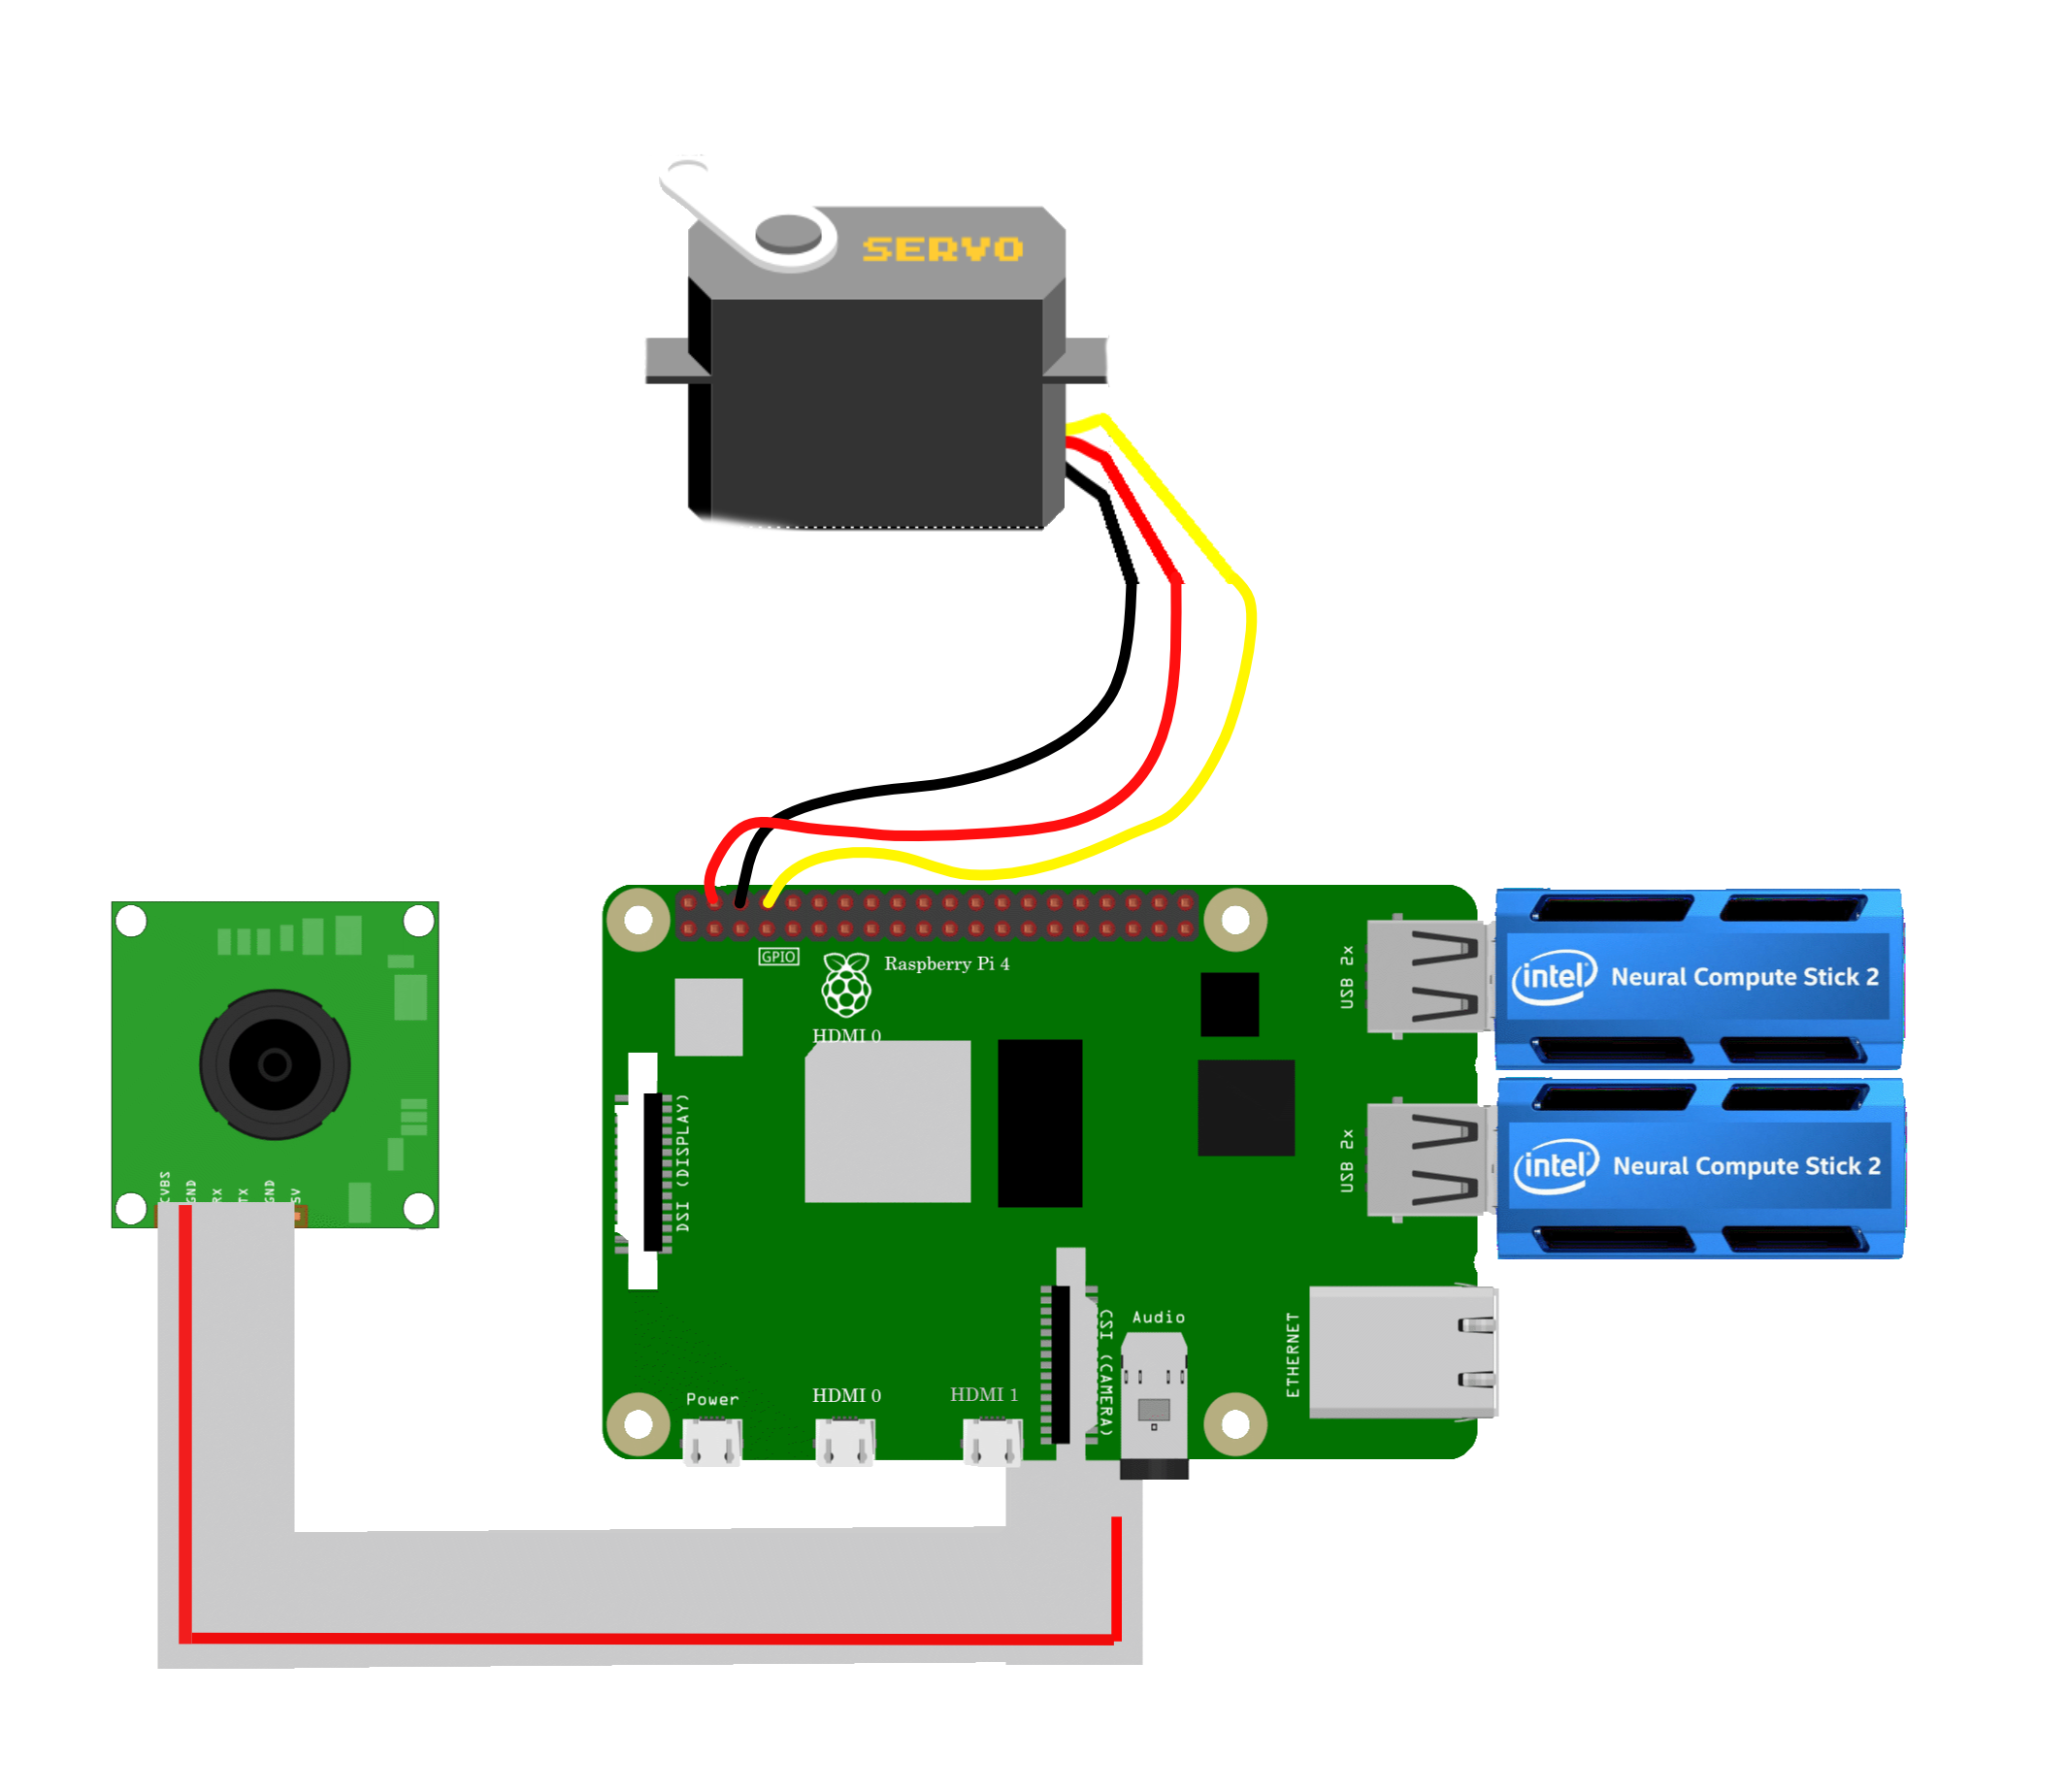 SERVO
GPIO
Raspberry Pi 4
HDMI 0
USB 2x
intel
Neural Compute Stick 2
DSI (DISPLAY)
USB 2x
intel
Neural Compute Stick 2
CVBS
GND
RX
TX
GND
5V
CSI (CAMERA)
Audio
ETHERNET
Power
HDMI 0
HDMI 1